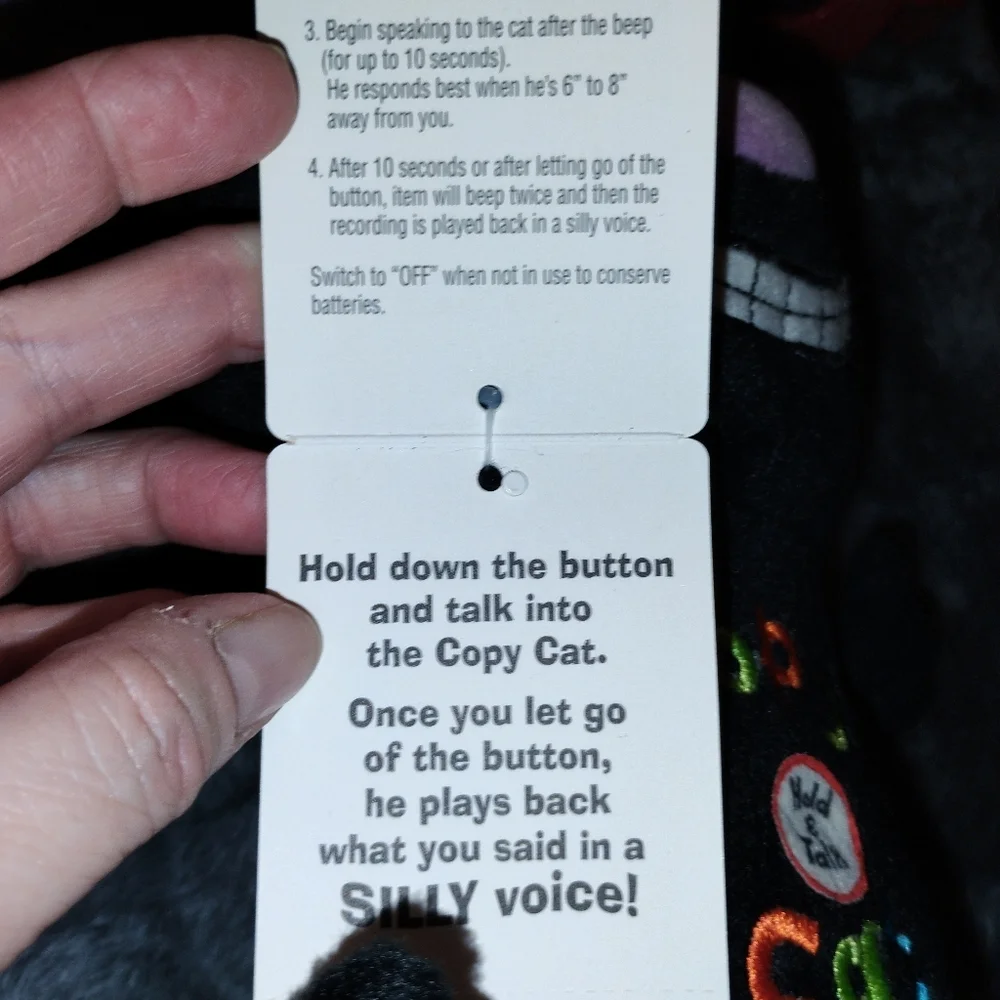 3. Begin speaking to the cat after the beep
(for up to 10 seconds).
He responds best when he's 6" to 8"
away from you.
4. After 10 seconds or after letting go of the
button, item will beep twice and then the
recording is played back in a silly voice.
Switch to "OFF" when not in use to conserve
batteries.
Hold down the button
and talk into
the Copy Cat.
Once you let go
of the button,
he plays back
what you said in a
SILLY voice!
Hold
&
Talk